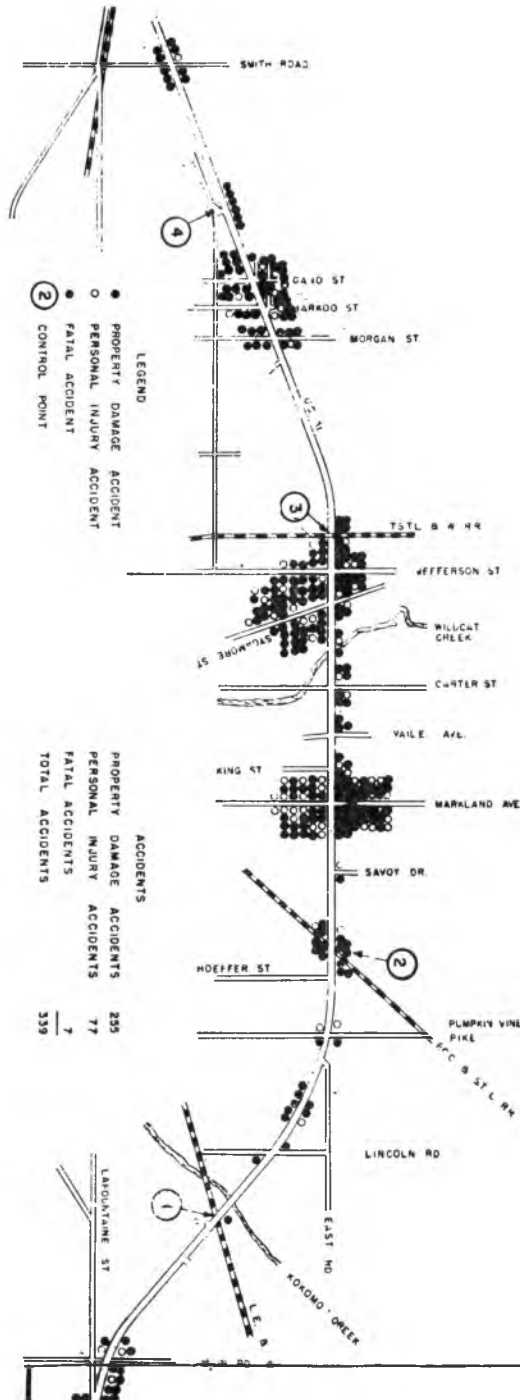 SMITH ROAD
4
MORGAN ST.
LEGEND
PROPERTY DAMAGE ACCIDENT
PERSONAL INJURY ACCIDENT
FATAL ACCIDENT
2 CONTROL POINT
3
JEFFERSON ST
SYCAMORE ST
WILLCAT
CREEK
CARTER ST
VAILE AVE.
KING ST
MARKLAND AVE
SAVOY DR.
2
HOEFFER ST
PUMPKIN VINE
PIKE
ACCIDENTS
PROPERTY DAMAGE ACCIDENTS 255
PERSONAL INJURY ACCIDENTS 77
FATAL ACCIDENTS 7
TOTAL ACCIDENTS 339
LINCOLN RD
EAST RD
1
KOKOMO CREEK
LAFOUNTAINE ST